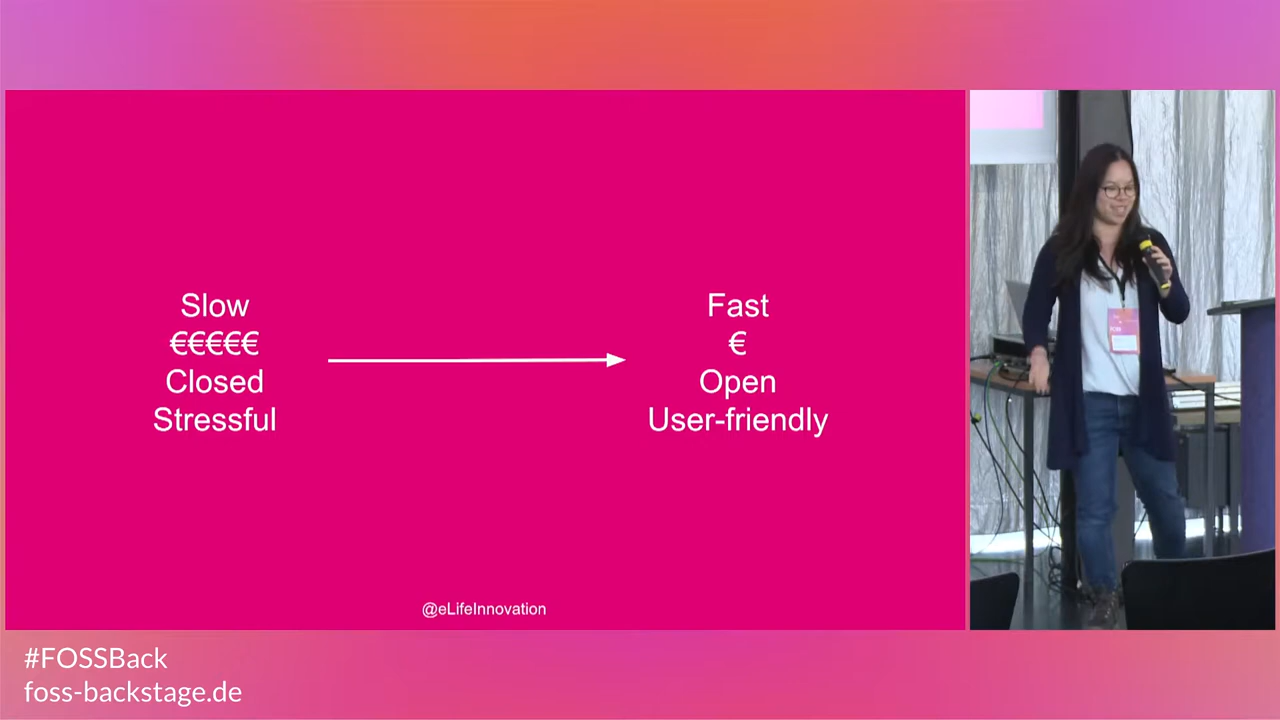 Slow
€€€€€
Closed
Stressful
Fast
€
Open
User-friendly
@eLifeInnovation
#FOSSBack
foss-backstage.de